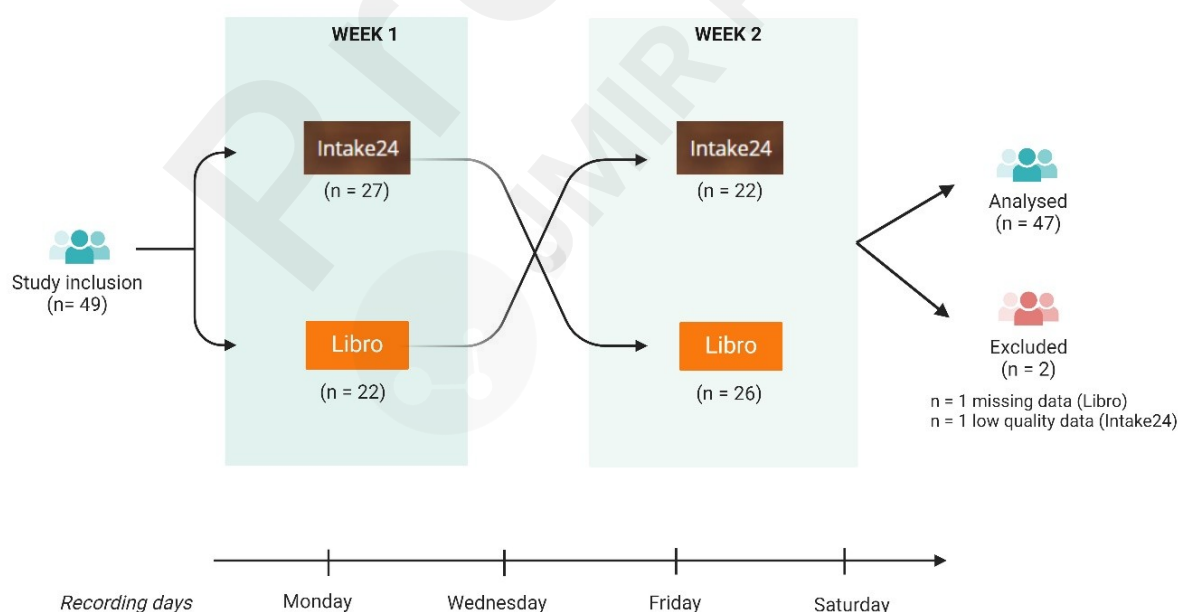 WEEK 1
WEEK 2
Intake24
(n = 27)
Intake24
(n = 22)
Study inclusion
(n= 49)
Libro
(n = 22)
Libro
(n = 26)
Analysed
(n = 47)
Excluded
(n = 2)
n = 1 missing data (Libro)
n = 1 low quality data (Intake24)
Recording days
Monday
Wednesday
Friday
Saturday